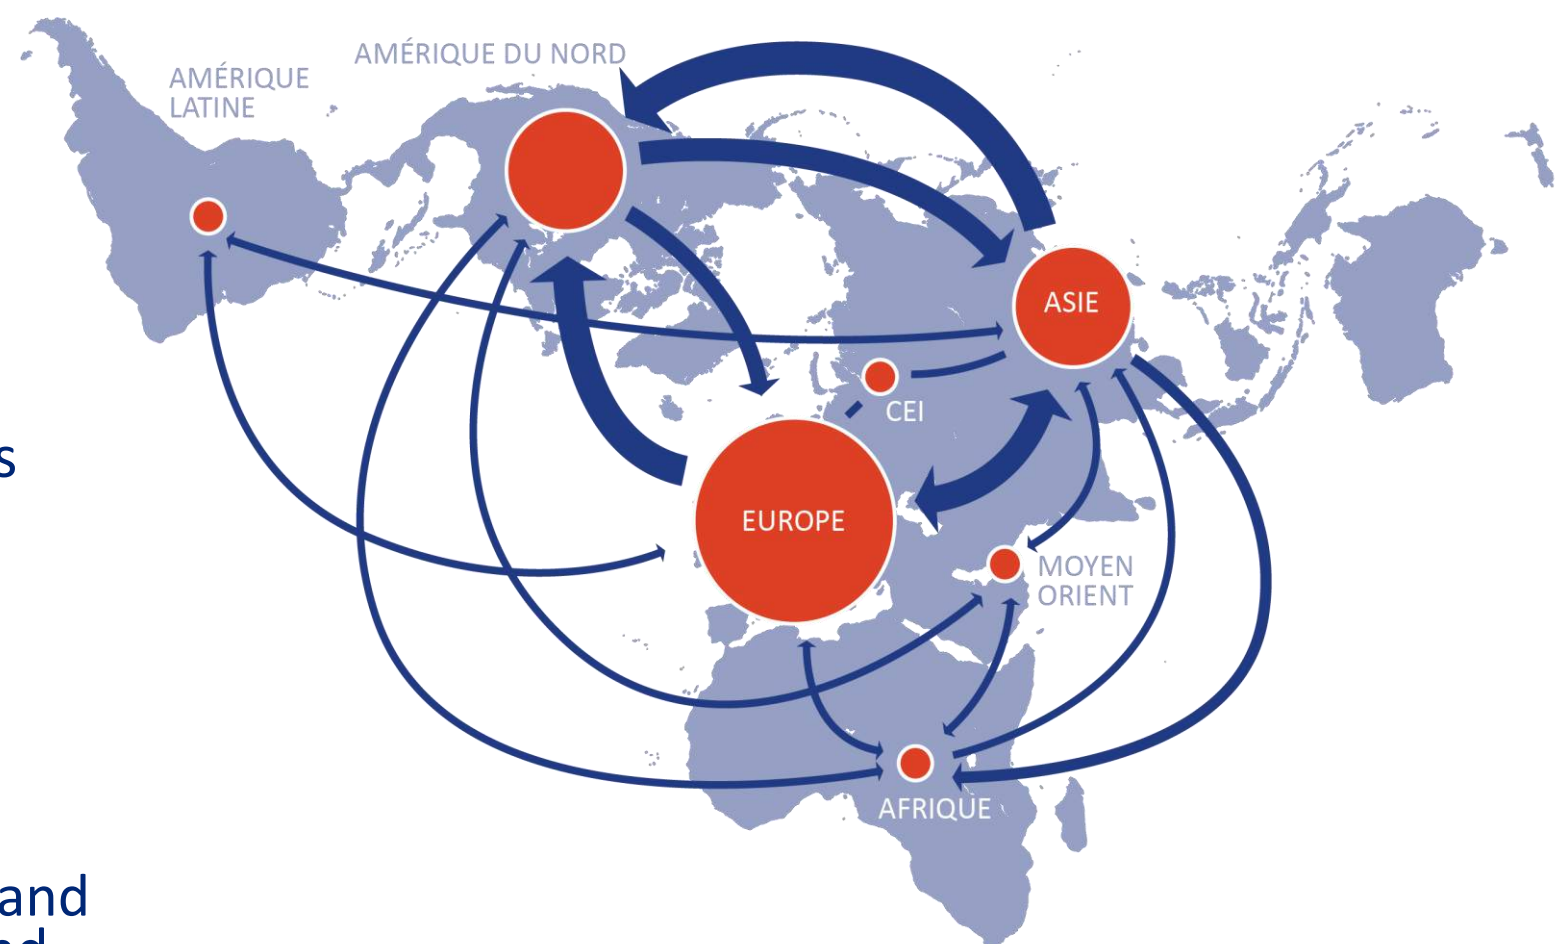 AMÉRIQUE DU NORD
AMÉRIQUE
LATINE
ASIE
CEI
s
EUROPE
MOYEN
ORIENT
AFRIQUE
and